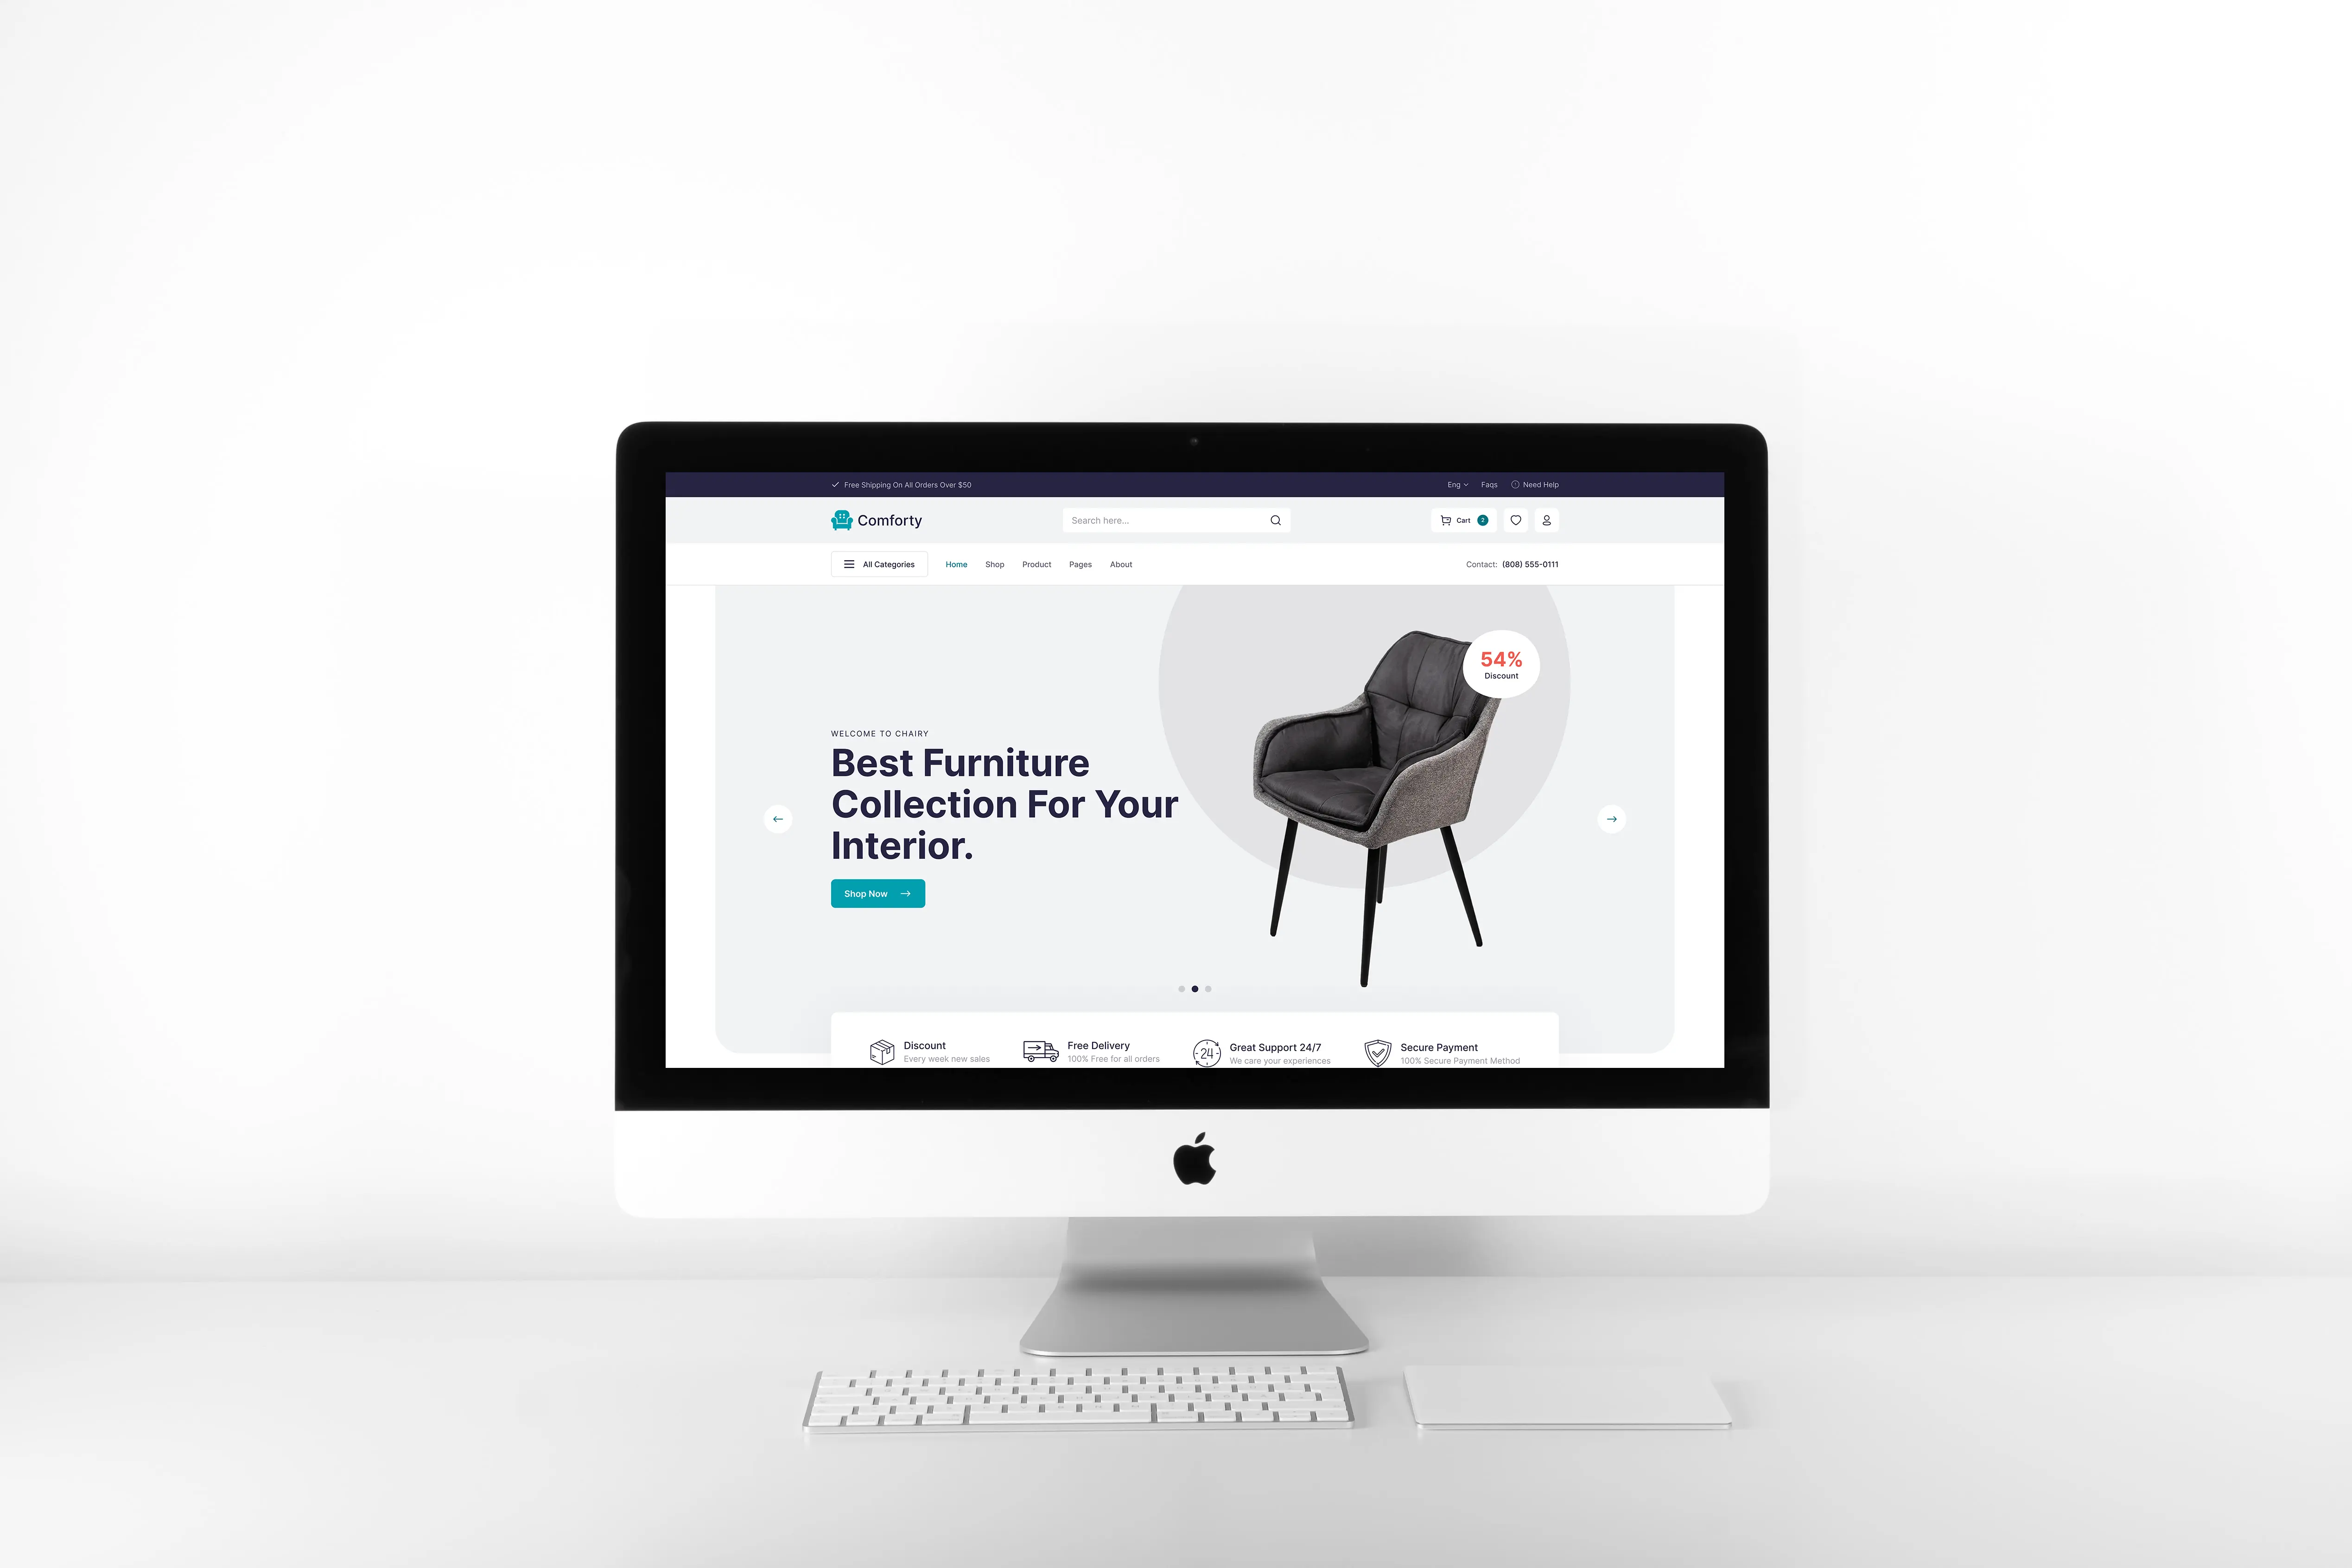 Free Shipping On All Orders Over $50
Eng
Faqs
Need Help
Comforty
Search here...
Cart 2
All Categories
Home
Shop
Product
Pages
About
Contact: (808) 555-0111
54%
Discount
WELCOME TO CHAIRY
Best Furniture
Collection For Your
Interior.
Shop Now
Discount
Every week new sales
Free Delivery
100% Free for all orders
24
Great Support 24/7
We care your experiences
Secure Payment
100% Secure Payment Method